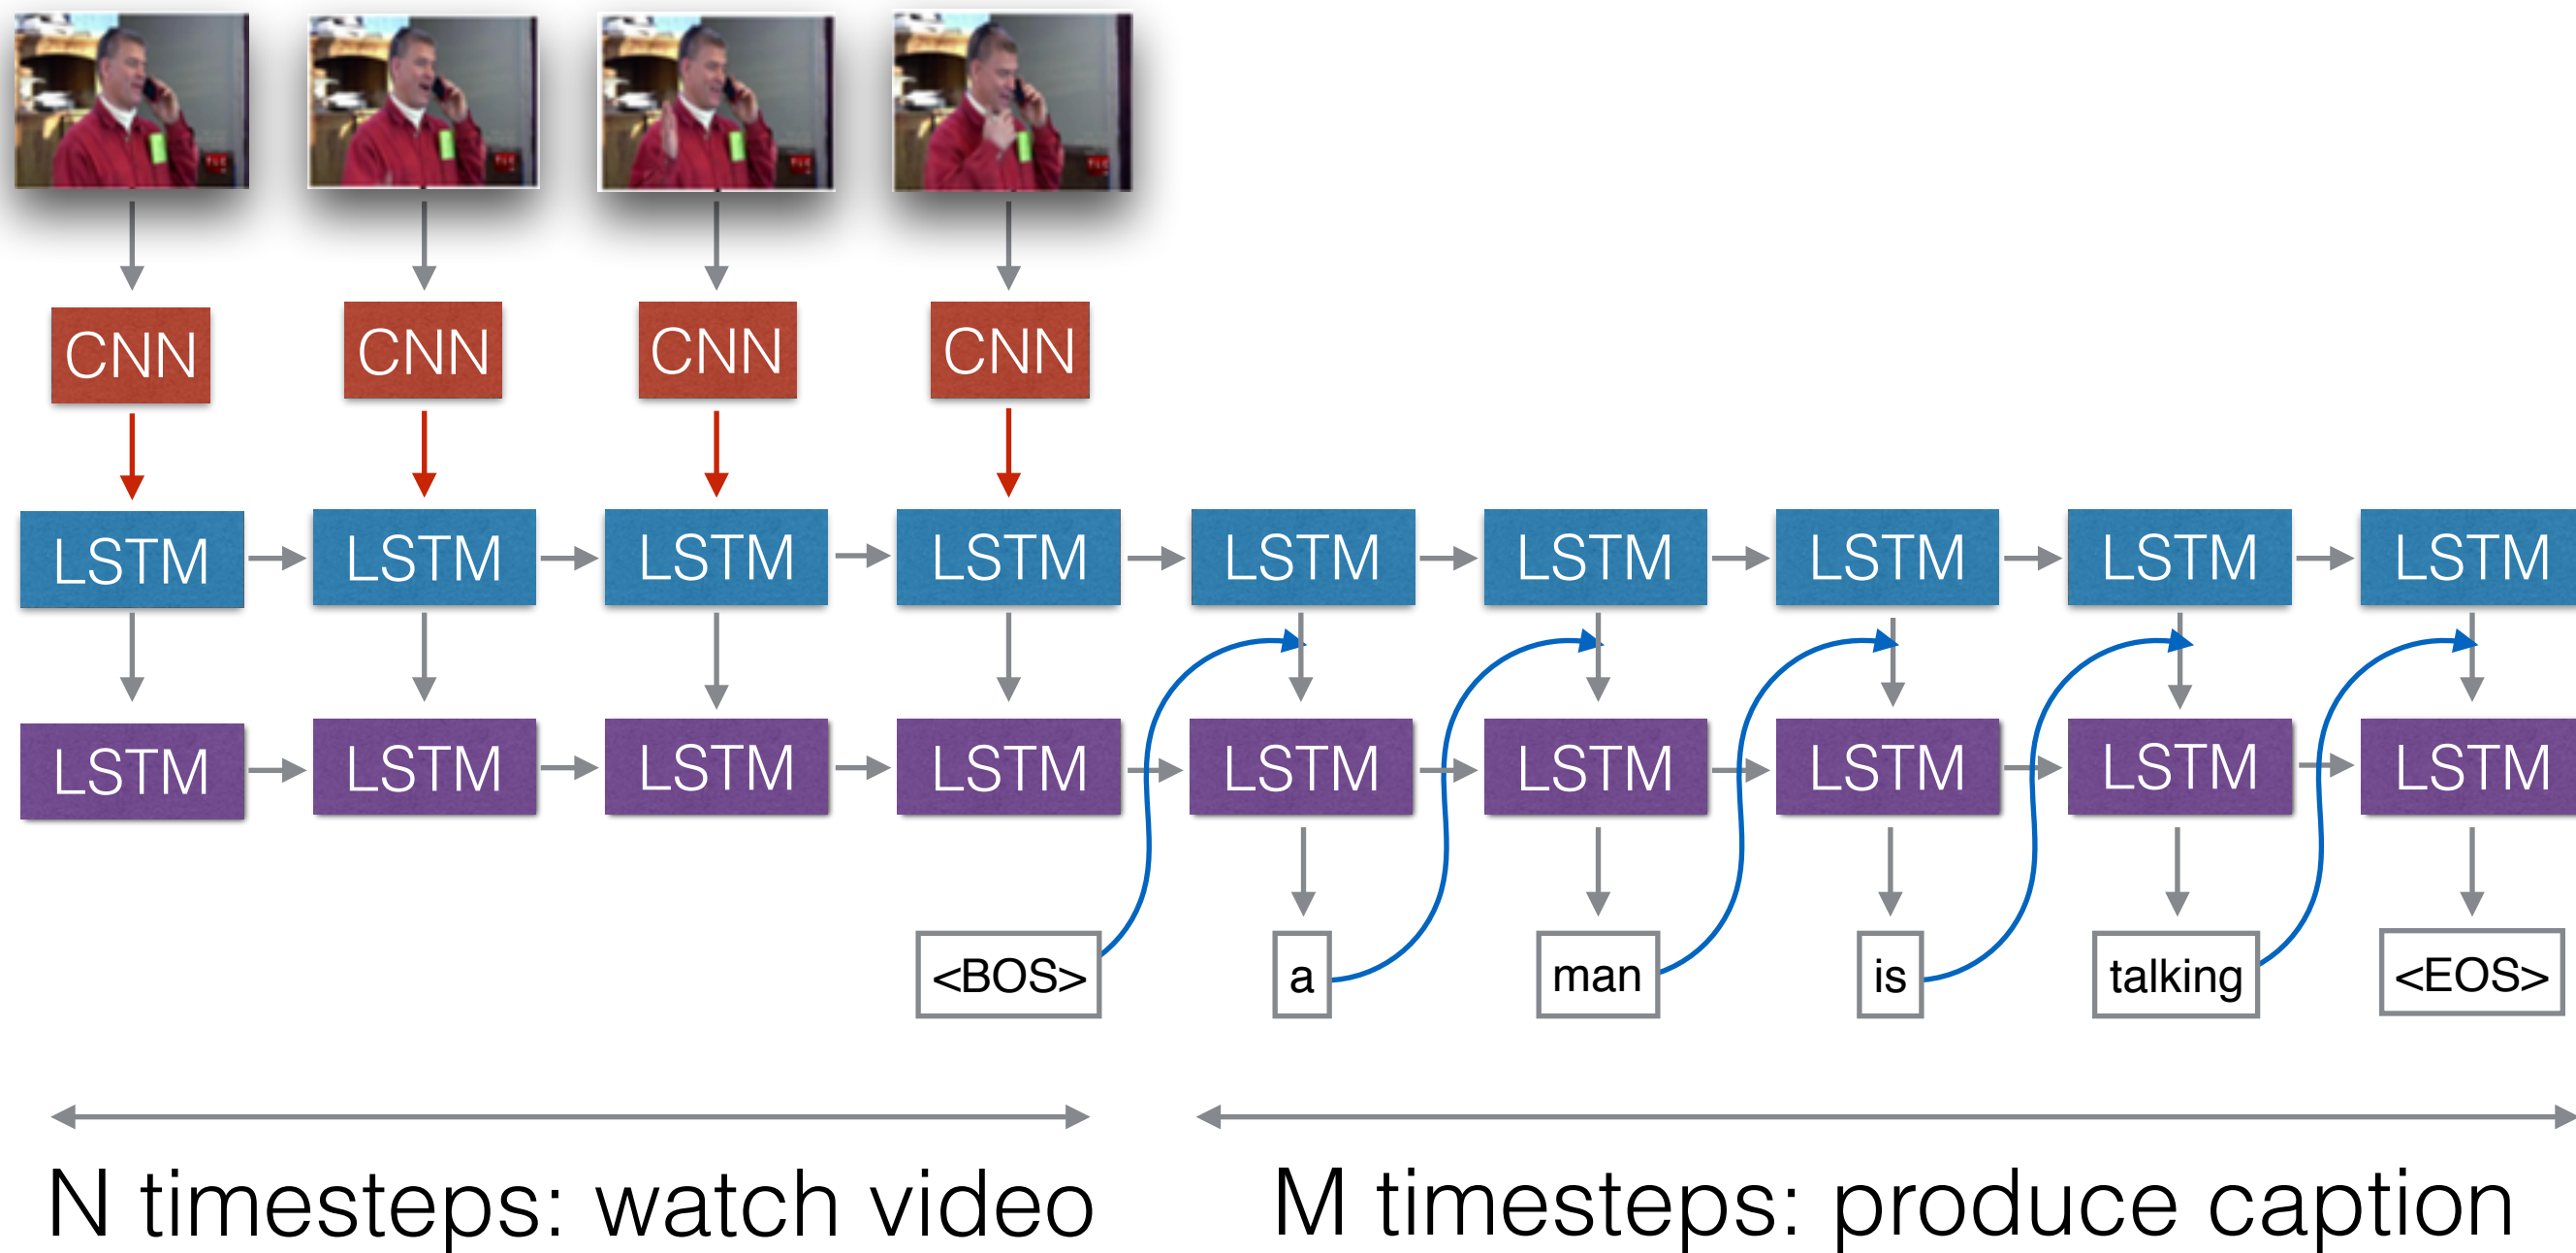 CNN CNN CNN CNN
LSTM LSTM LSTM LSTM LSTM LSTM LSTM LSTM LSTM
LSTM LSTM LSTM LSTM LSTM LSTM LSTM LSTM LSTM
<BOS> a man is talking <EOS>
N timesteps: watch video M timesteps: produce caption